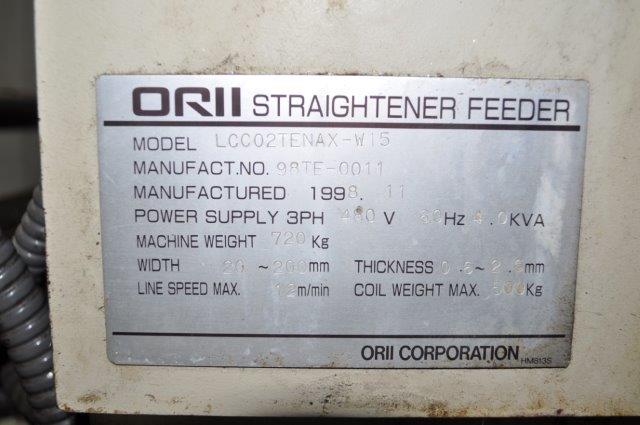 ORII STRAIGHTENER FEEDER
MODEL LCC02TENAX-W15
MANUFACT.NO. 98TE-0011
MANUFACTURED 1998. 11
POWER SUPPLY 3PH 480 V 60Hz 4.0KVA
MACHINE WEIGHT 720 Kg
WIDTH 20 ~ 200mm THICKNESS 0.6~ 2.3mm
LINE SPEED MAX. 12m/min COIL WEIGHT MAX. 500Kg
ORII CORPORATION HM813S